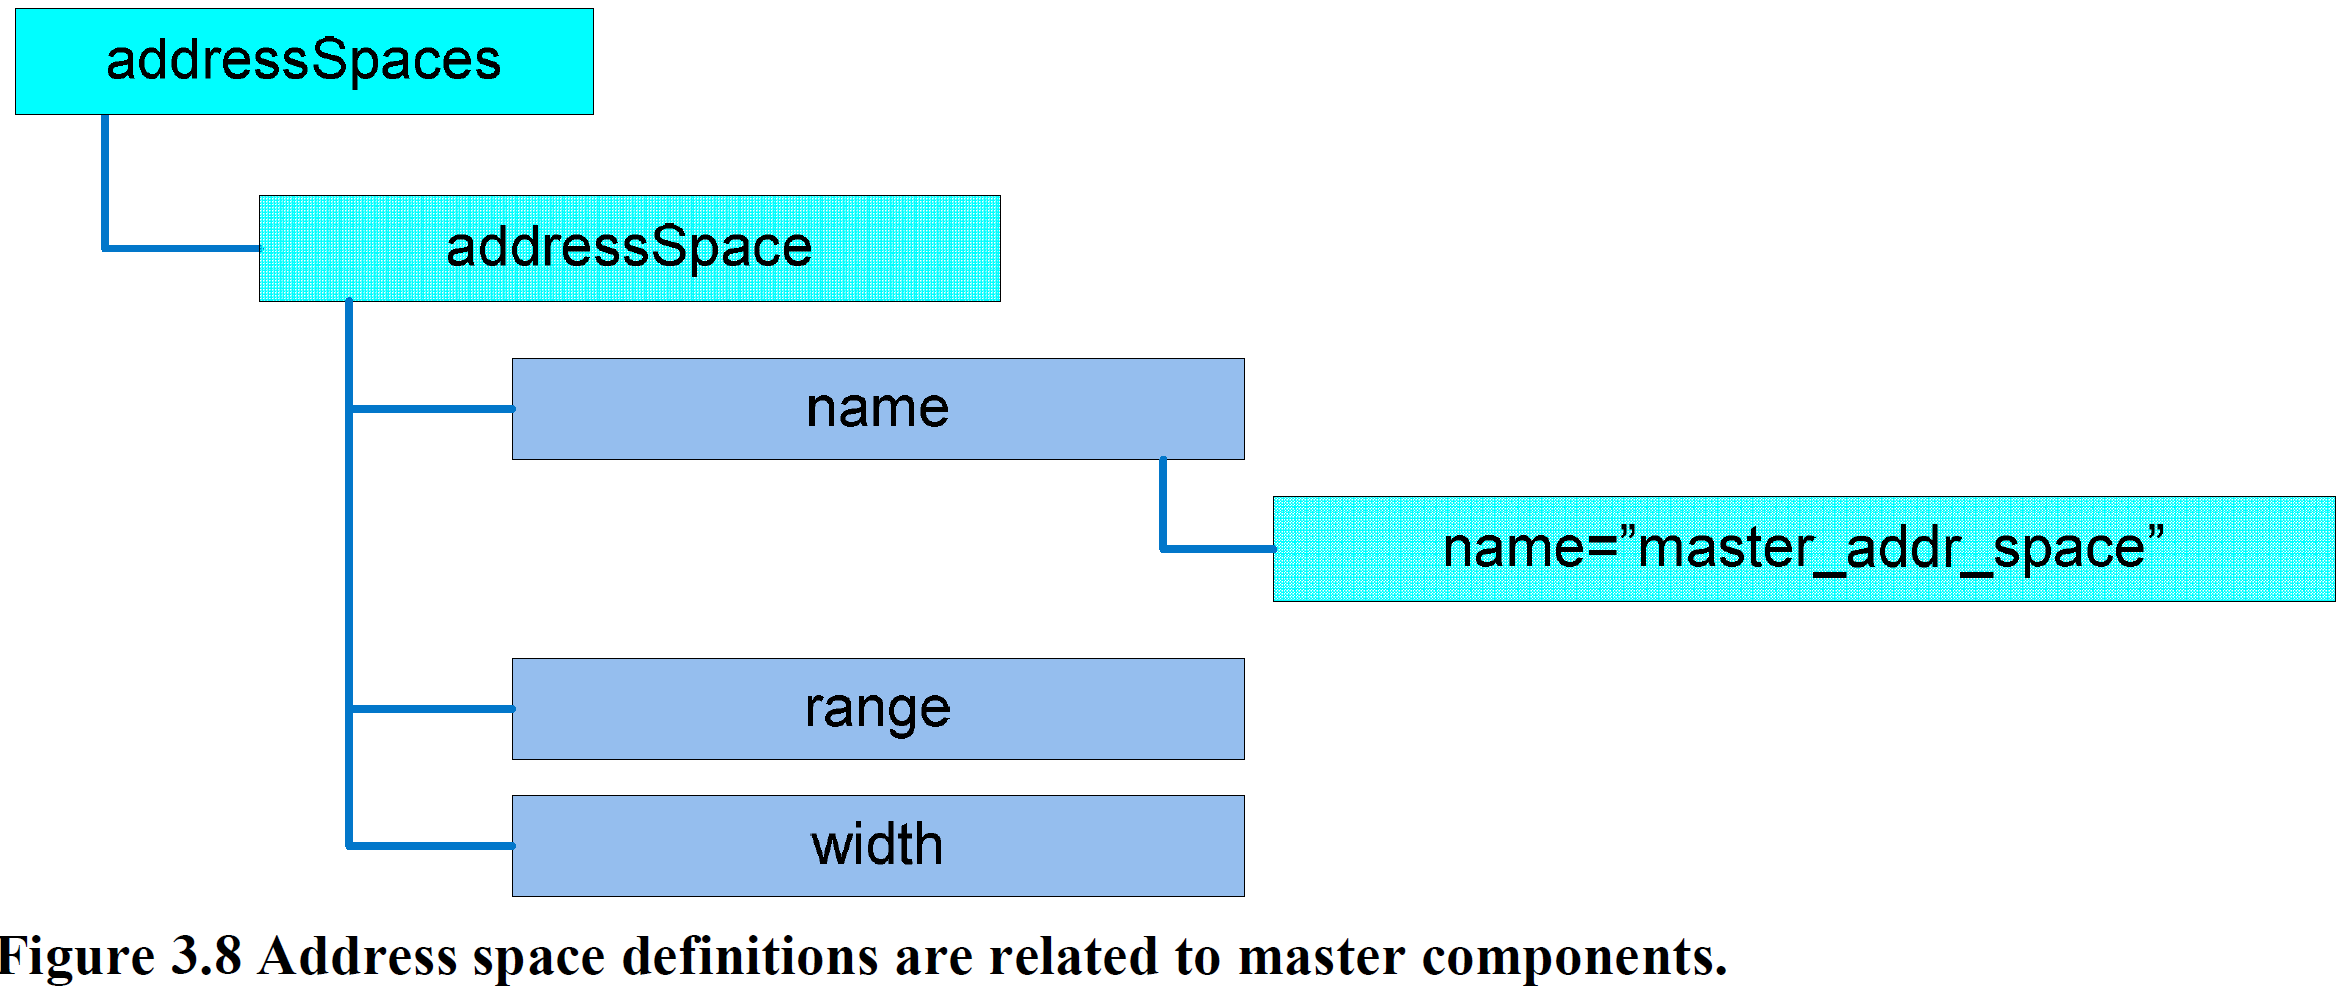 addressSpaces
addressSpace
name
name=”master_addr_space”
range
width
Figure 3.8 Address space definitions are related to master components.